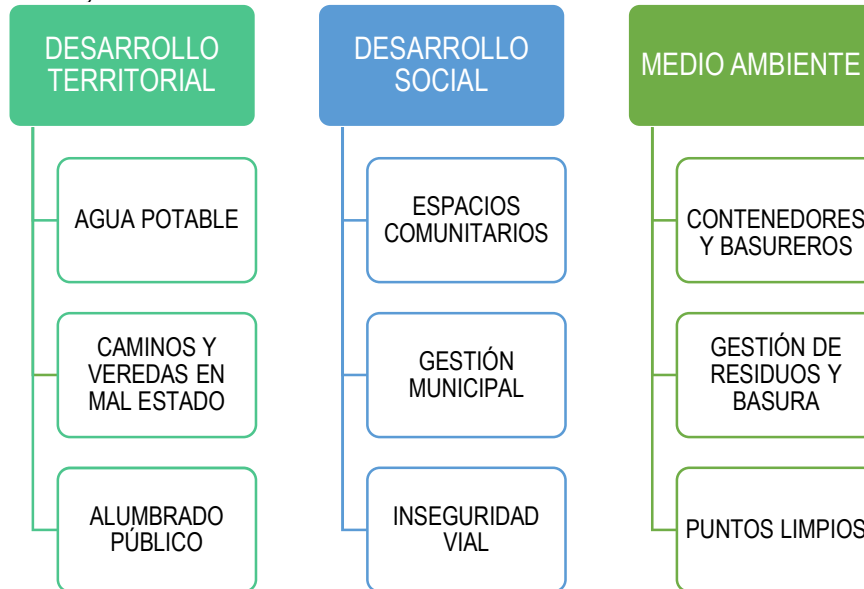 DESARROLLO
TERRITORIAL
AGUA POTABLE
CAMINOS Y
VEREDAS EN
MAL ESTADO
ALUMBRADO
PÚBLICO
DESARROLLO
SOCIAL
ESPACIOS
COMUNITARIOS
GESTIÓN
MUNICIPAL
INSEGURIDAD
VIAL
MEDIO AMBIENTE
CONTENEDORES
Y BASUREROS
GESTIÓN DE
RESIDUOS Y
BASURA
PUNTOS LIMPIOS